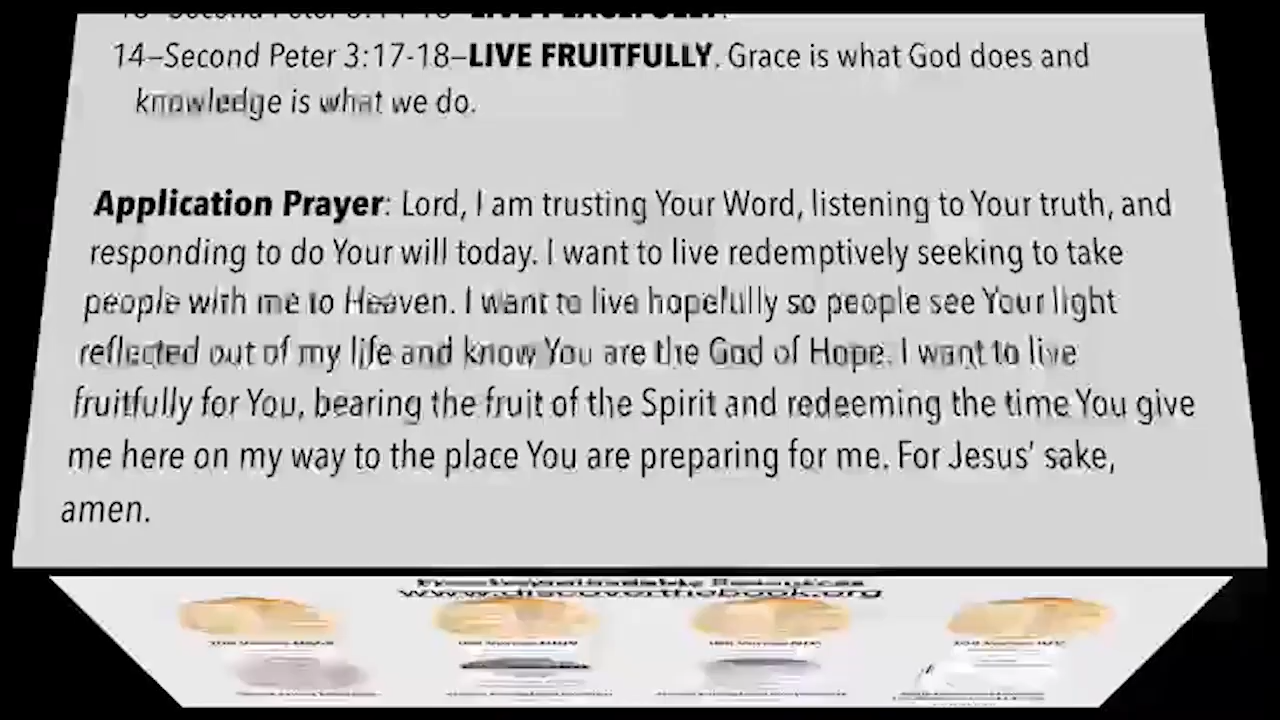 LIVE PEACEFULLY.
14–Second Peter 3:17-18–LIVE FRUITFULLY. Grace is what God does and
knowledge is what we do.
Application Prayer: Lord, I am trusting Your Word, listening to Your truth, and
responding to do Your will today. I want to live redemptively seeking to take
people with me to Heaven. I want to live hopefully so people see Your light
reflected out of my life and know You are the God of Hope. I want to live
fruitfully for You, bearing the fruit of the Spirit and redeeming the time You give
me here on my way to the place You are preparing for me. For Jesus’ sake,
amen.
www.discoverthebook.org